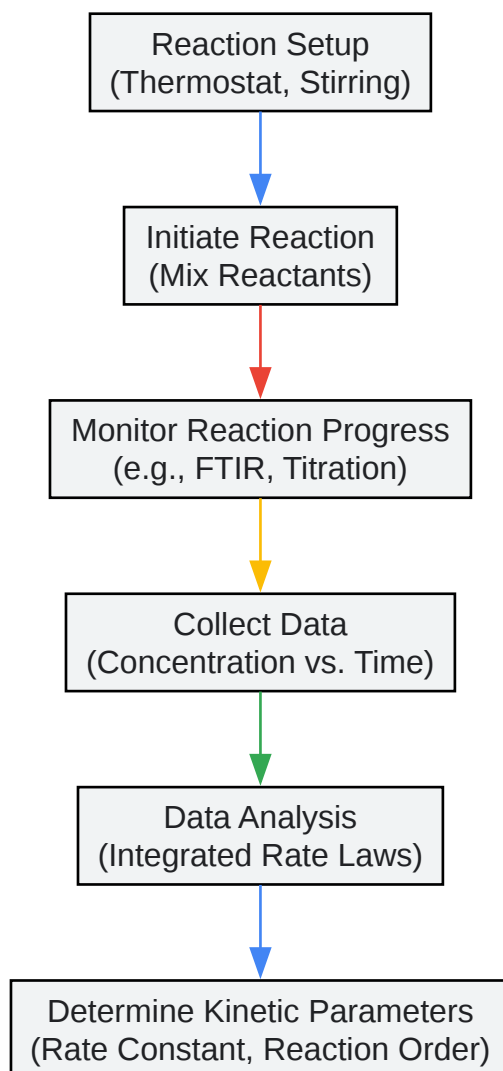 Reaction Setup
(Thermostat, Stirring)
Initiate Reaction
(Mix Reactants)
Monitor Reaction Progress
(e.g., FTIR, Titration)
Collect Data
(Concentration vs. Time)
Data Analysis
(Integrated Rate Laws)
Determine Kinetic Parameters
(Rate Constant, Reaction Order)